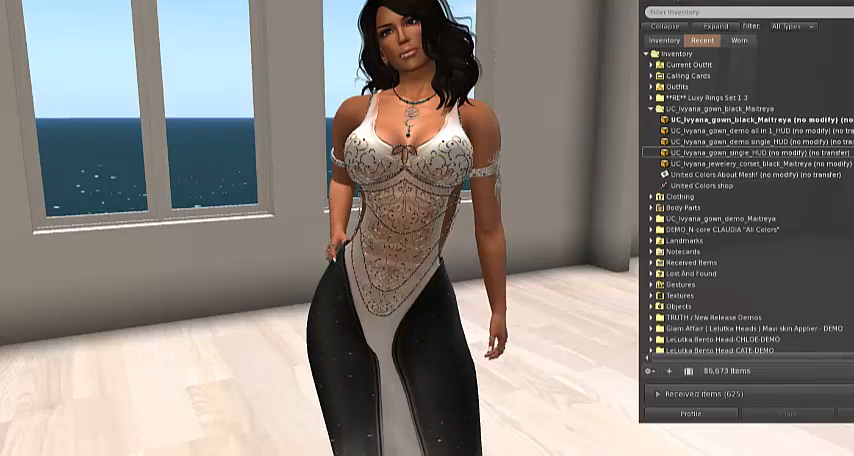 Filter Inventory
Collapse Expand Filter: All Types
Inventory Recent Worn
Inventory
Current Outfit
Calling Cards
Outfits
**RE** Luxy Rings Set 1.3
UC_Ivyana_gown_black_Maitreya
UC_Ivyana_gown_black_Maitreya (no modify) (no
UC_Ivyana_gown_demo all in 1_HUD (no modify) (no tra
UC_Ivyana_gown_demo single_HUD (no modify) (no tra
UC_Ivyana_gown_single_HUD (no modify) (no transfer)
UC_Ivyana_jewelery_corset_black_Maitreya (no modify)
United Colors About Mesh! (no modify) (no transfer)
United Colors shop
Clothing
Body Parts
UC_Ivyana_gown_demo_Maitreya
DEMO_N-core CLAUDIA "All Colors"
Landmarks
Notecards
Received Items
Lost And Found
Gestures
Textures
Objects
TRUTH / New Release Demos
Glam Affair ( Lelutka Heads ) Mavi skin Applier - DEMO
LeLutka.Bento.Head-CHLOE-DEMO
LeLutka.Bento.Head-CATE-DEMO
86,673 items
Received items (625)
Profile Share